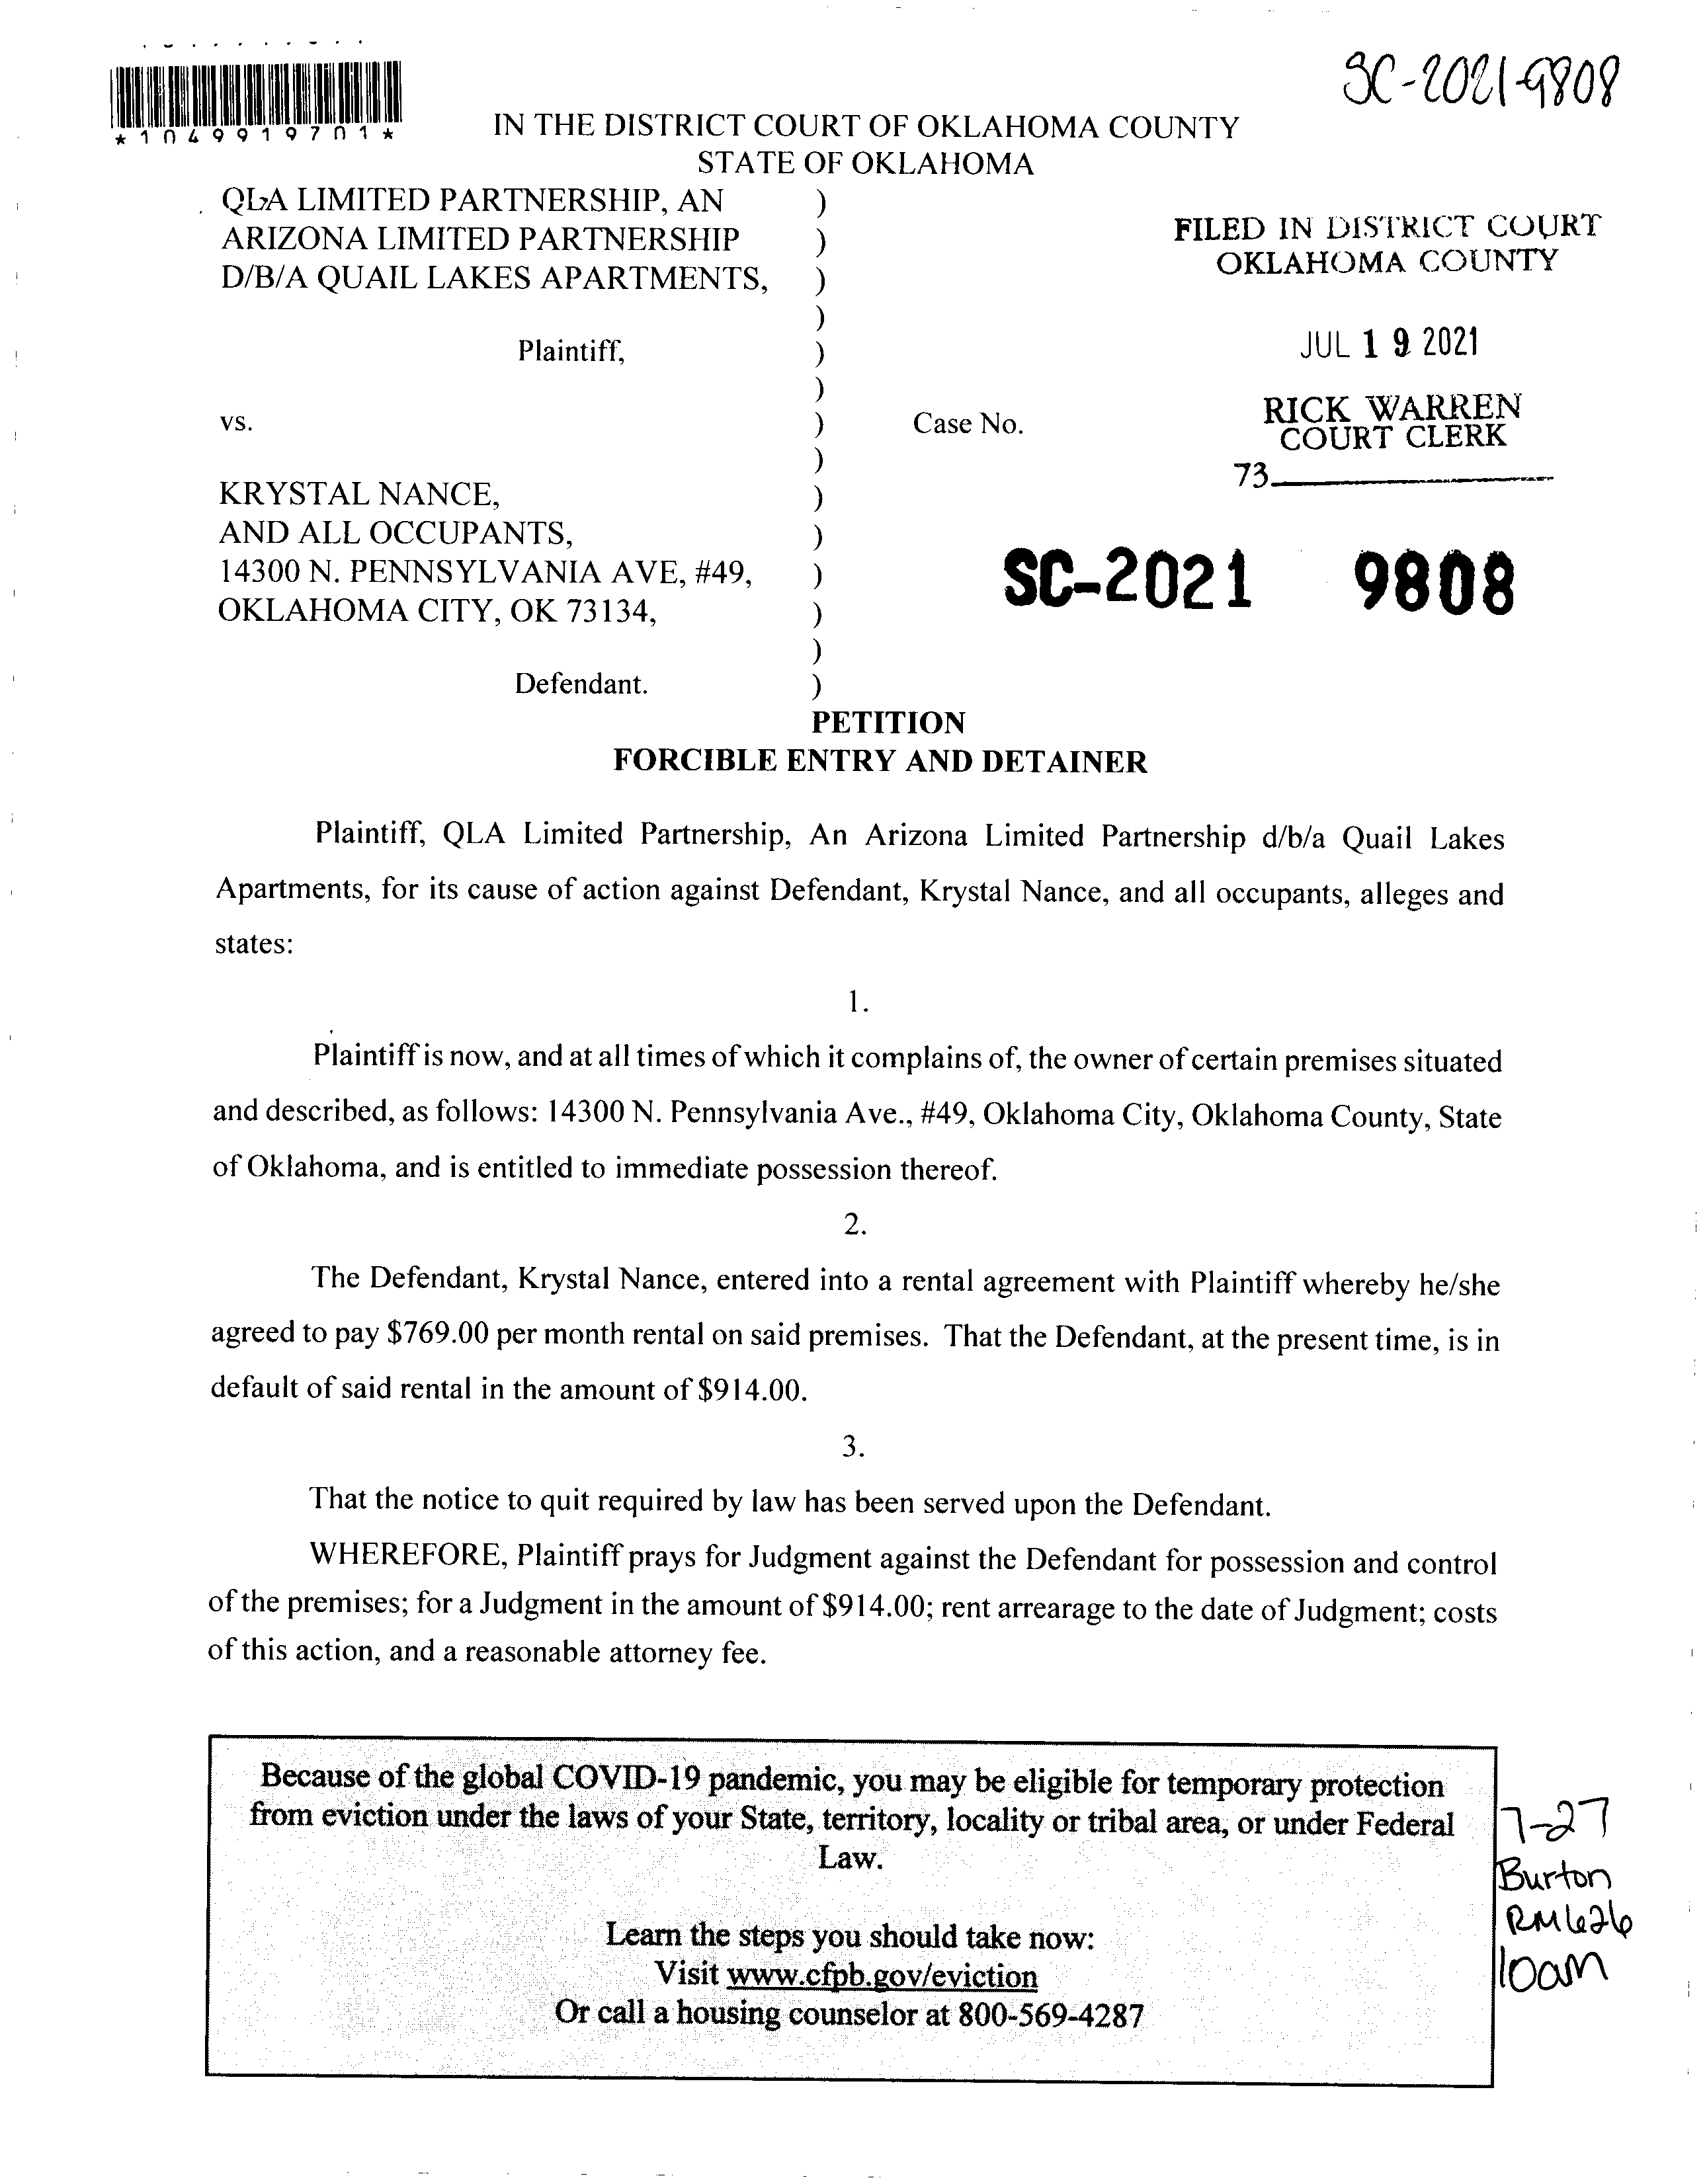 SC-2021-9808
*1049919701*
IN THE DISTRICT COURT OF OKLAHOMA COUNTY
STATE OF OKLAHOMA
QLA LIMITED PARTNERSHIP, AN )
ARIZONA LIMITED PARTNERSHIP )
D/B/A QUAIL LAKES APARTMENTS, )
)
Plaintiff, )
)
vs. ) Case No.
)
KRYSTAL NANCE, )
AND ALL OCCUPANTS, )
14300 N. PENNSYLVANIA AVE, #49, )
OKLAHOMA CITY, OK 73134, )
)
Defendant. )
FILED IN DISTRICT COURT
OKLAHOMA COUNTY
JUL 19 2021
RICK WARREN
COURT CLERK
73
SC-2021 9808
PETITION
FORCIBLE ENTRY AND DETAINER
Plaintiff, QLA Limited Partnership, An Arizona Limited Partnership d/b/a Quail Lakes
Apartments, for its cause of action against Defendant, Krystal Nance, and all occupants, alleges and
states:
1.
Plaintiff is now, and at all times of which it complains of, the owner of certain premises situated
and described, as follows: 14300 N. Pennsylvania Ave., #49, Oklahoma City, Oklahoma County, State
of Oklahoma, and is entitled to immediate possession thereof.
2.
The Defendant, Krystal Nance, entered into a rental agreement with Plaintiff whereby he/she
agreed to pay $769.00 per month rental on said premises. That the Defendant, at the present time, is in
default of said rental in the amount of $914.00.
3.
That the notice to quit required by law has been served upon the Defendant.
WHEREFORE, Plaintiff prays for Judgment against the Defendant for possession and control
of the premises; for a Judgment in the amount of $914.00; rent arrearage to the date of Judgment; costs
of this action, and a reasonable attorney fee.
Because of the global COVID-19 pandemic, you may be eligible for temporary protection
from eviction under the laws of your State, territory, locality or tribal area, or under Federal
Law.
Learn the steps you should take now:
Visit www.cfpb.gov/eviction
Or call a housing counselor at 800-569-4287
7-27
Burton
RM626
10am